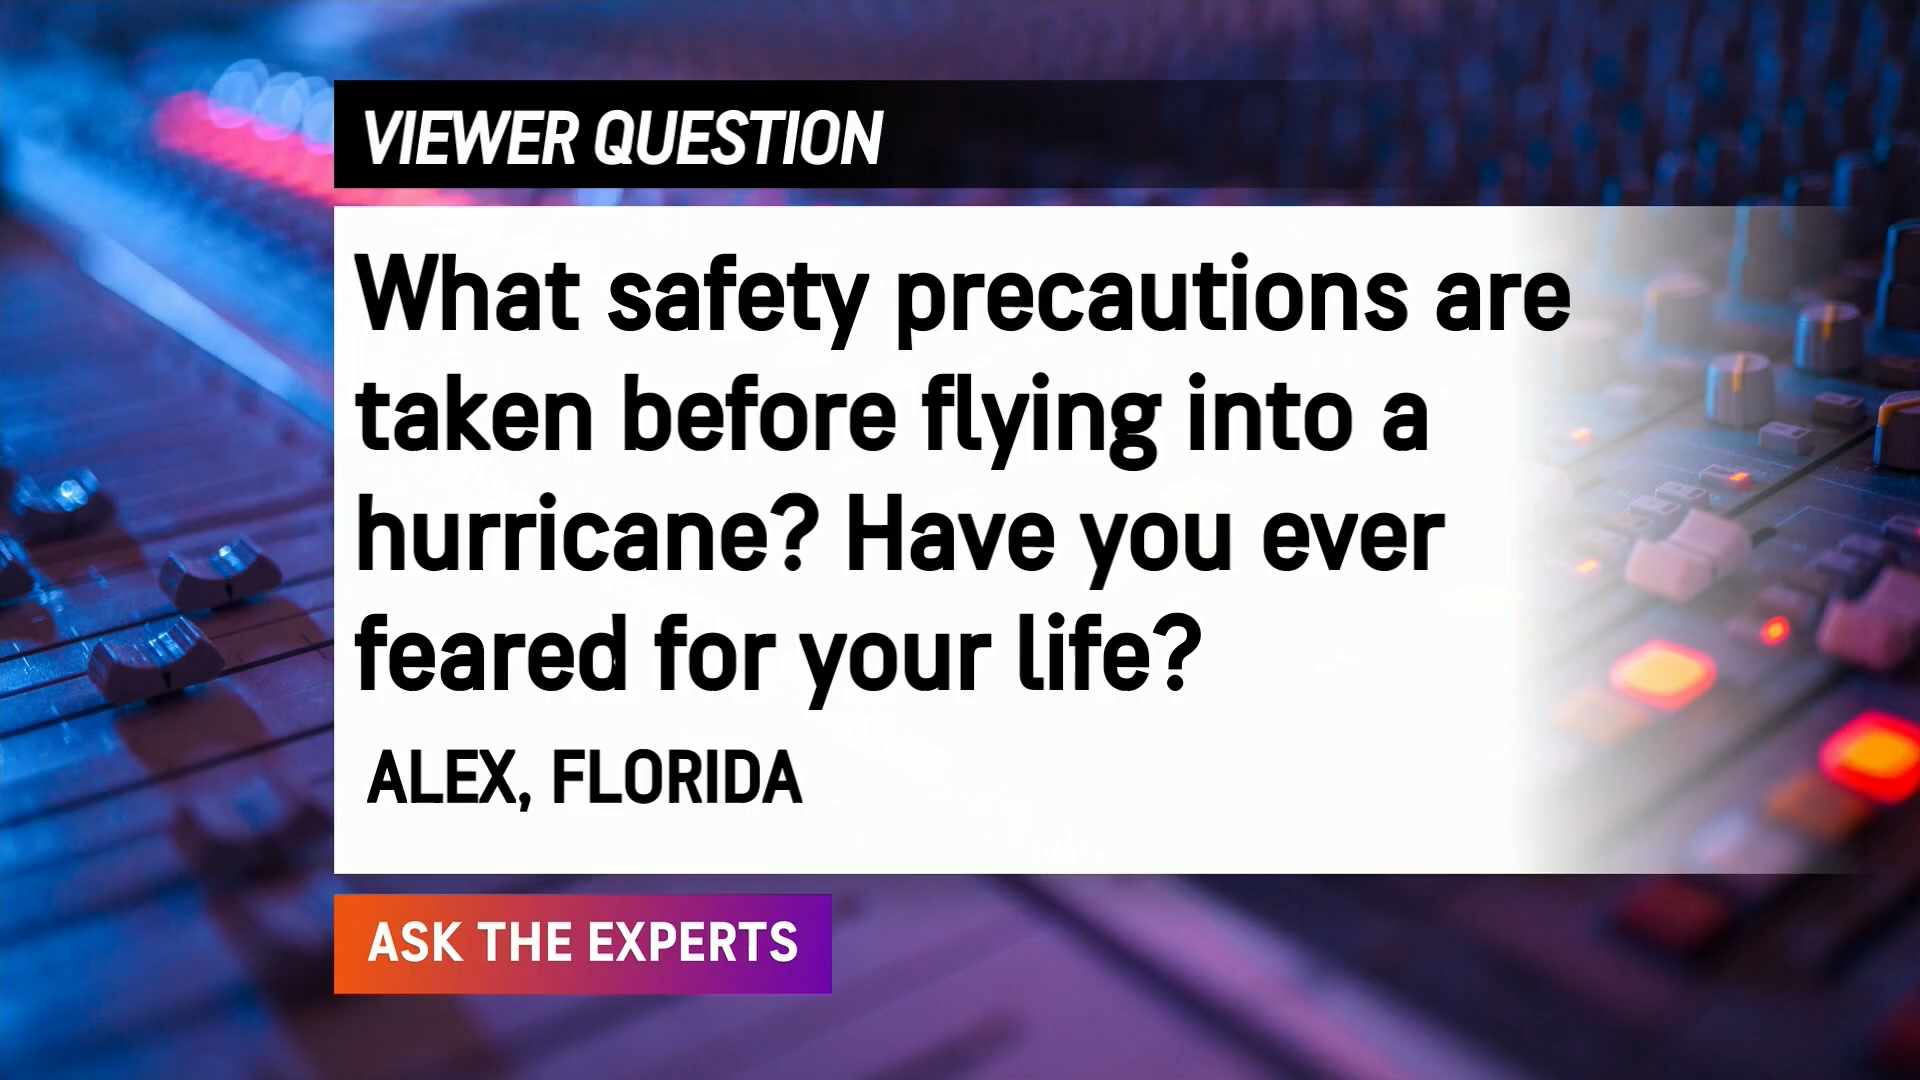 VIEWER QUESTION
What safety precautions are
taken before flying into a
hurricane? Have you ever
feared for your life?
ALEX, FLORIDA
ASK THE EXPERTS